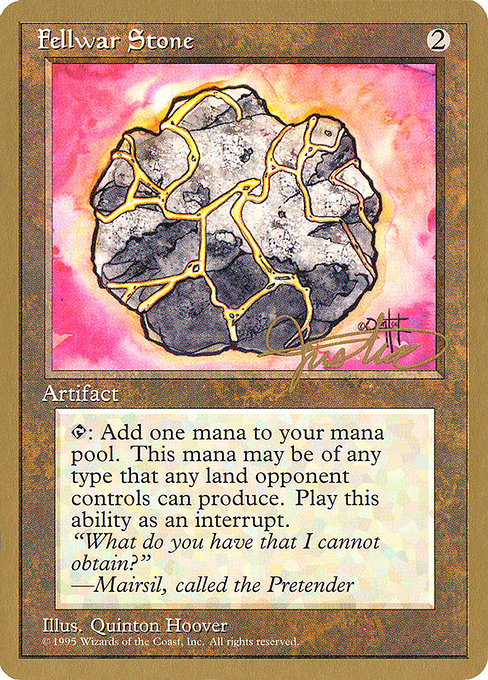 Fellwar Stone
2
Justice
Artifact
: Add one mana to your mana
pool. This mana may be of any
type that any land opponent
controls can produce. Play this
ability as an interrupt.
“What do you have that I cannot
obtain?”
—Mairsil, called the Pretender
Illus. Quinton Hoover
© 1995 Wizards of the Coast, Inc. All rights reserved.